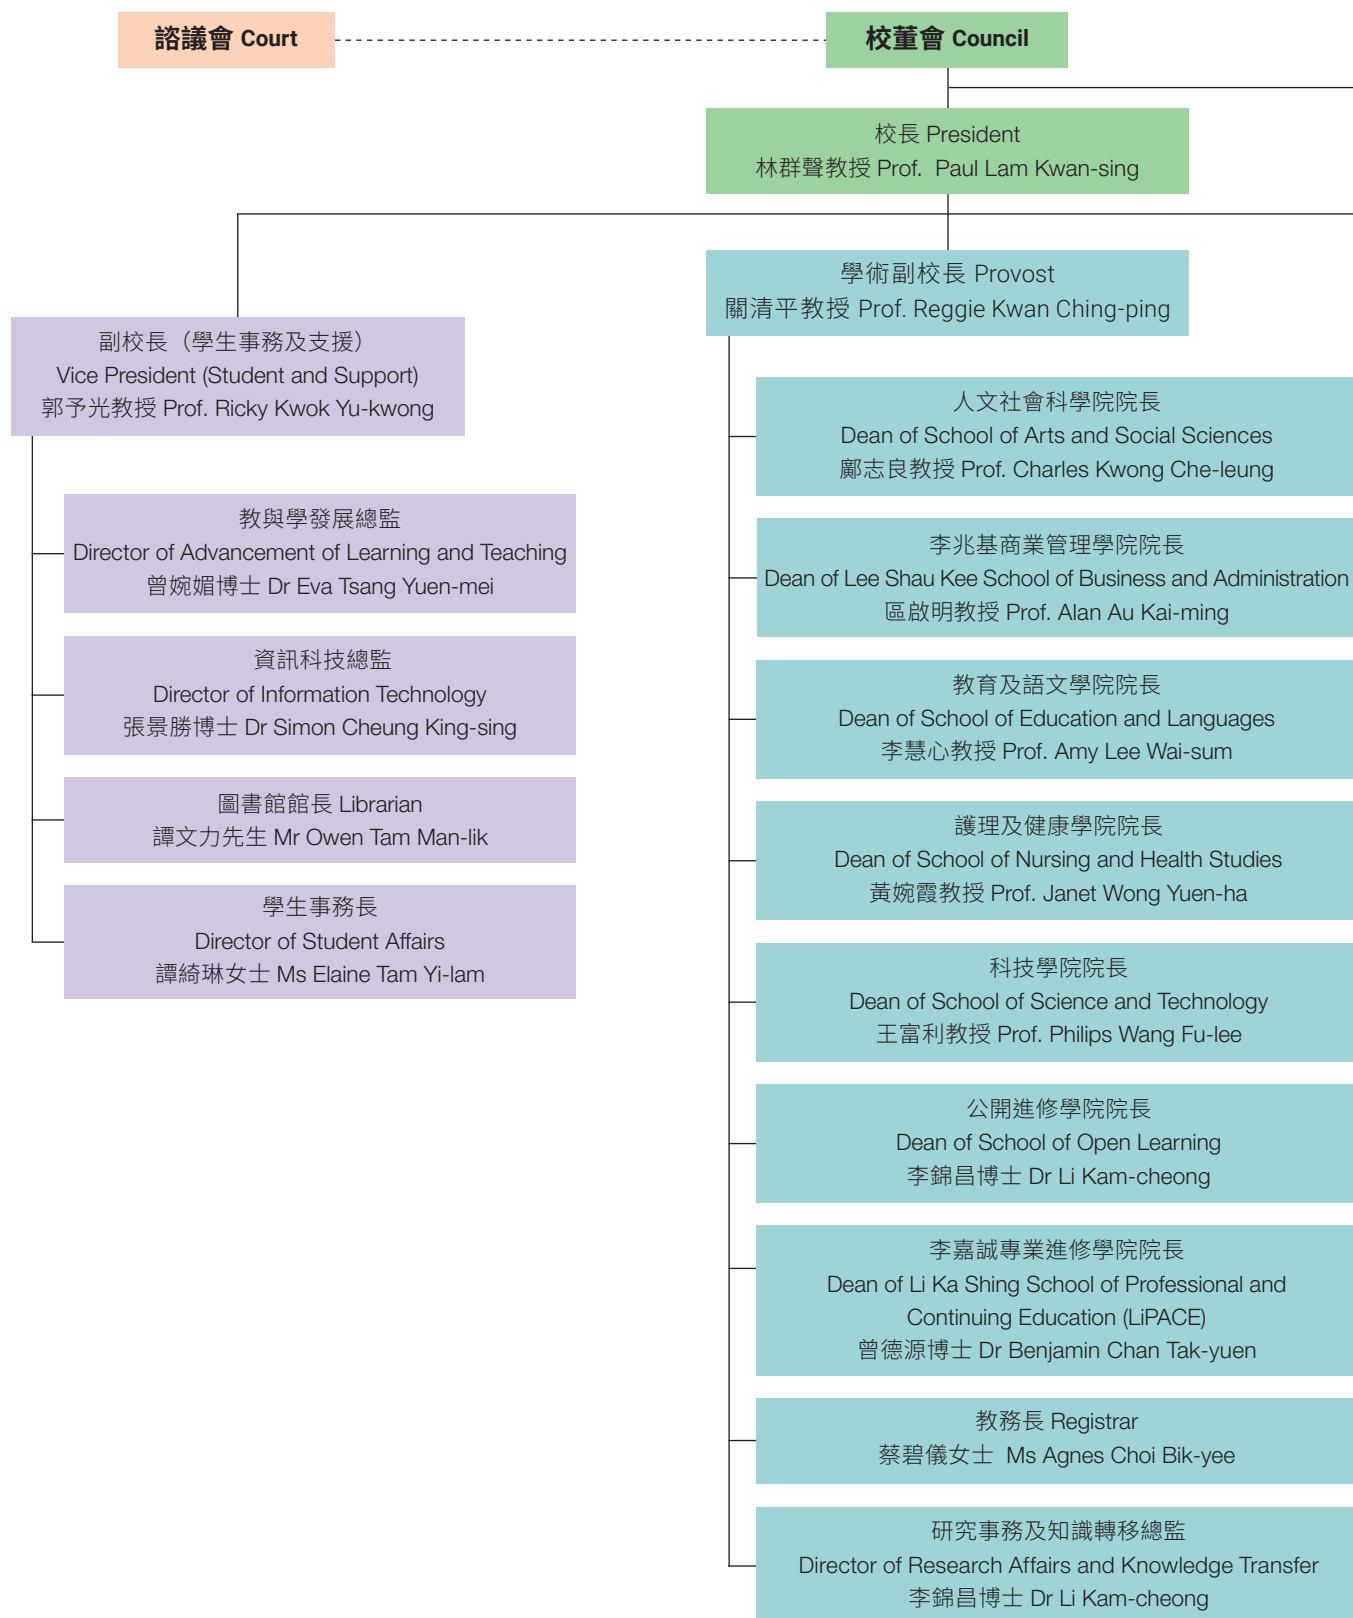 諮議會 Court
校董會 Council
校長 President
林群聲教授 Prof. Paul Lam Kwan-sing
學術副校長 Provost
關清平教授 Prof. Reggie Kwan Ching-ping
副校長（學生事務及支援）
Vice President (Student and Support)
郭予光教授 Prof. Ricky Kwok Yu-kwong
教與學發展總監
Director of Advancement of Learning and Teaching
曾婉媚博士 Dr Eva Tsang Yuen-mei
資訊科技總監
Director of Information Technology
張景勝博士 Dr Simon Cheung King-sing
圖書館館長 Librarian
譚文力先生 Mr Owen Tam Man-lik
學生事務長
Director of Student Affairs
譚綺琳女士 Ms Elaine Tam Yi-lam
人文社會科學院院長
Dean of School of Arts and Social Sciences
鄺志良教授 Prof. Charles Kwong Che-leung
李兆基商業管理學院院長
Dean of Lee Shau Kee School of Business and Administration
區啟明教授 Prof. Alan Au Kai-ming
教育及語文學院院長
Dean of School of Education and Languages
李慧心教授 Prof. Amy Lee Wai-sum
護理及健康學院院長
Dean of School of Nursing and Health Studies
黃婉霞教授 Prof. Janet Wong Yuen-ha
科技學院院長
Dean of School of Science and Technology
王富利教授 Prof. Philips Wang Fu-lee
公開進修學院院長
Dean of School of Open Learning
李錦昌博士 Dr Li Kam-cheong
李嘉誠專業進修學院院長
Dean of Li Ka Shing School of Professional and
Continuing Education (LiPACE)
曾德源博士 Dr Benjamin Chan Tak-yuen
教務長 Registrar
蔡碧儀女士 Ms Agnes Choi Bik-yee
研究事務及知識轉移總監
Director of Research Affairs and Knowledge Transfer
李錦昌博士 Dr Li Kam-cheong